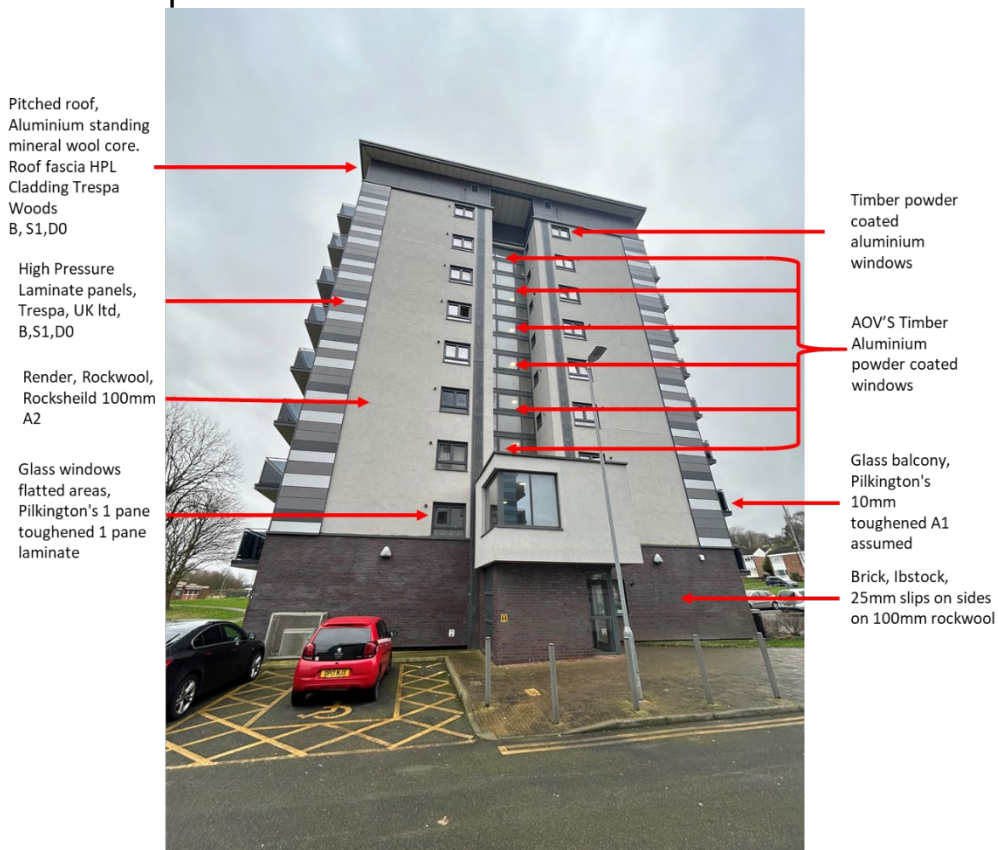 Pitched roof,
Aluminium standing
mineral wool core.
Roof fascia HPL
Cladding Trespa
Woods
B, S1,D0
High Pressure
Laminate panels,
Trespa, UK ltd,
B,S1,D0
Render, Rockwool,
Rocksheild 100mm
A2
Glass windows
flatted areas,
Pilkington's 1 pane
toughened 1 pane
laminate
Timber powder
coated
aluminium
windows
AOV'S Timber
Aluminium
powder coated
windows
Glass balcony,
Pilkington's
10mm
toughened A1
assumed
Brick, Ibstock,
25mm slips on sides
on 100mm rockwool